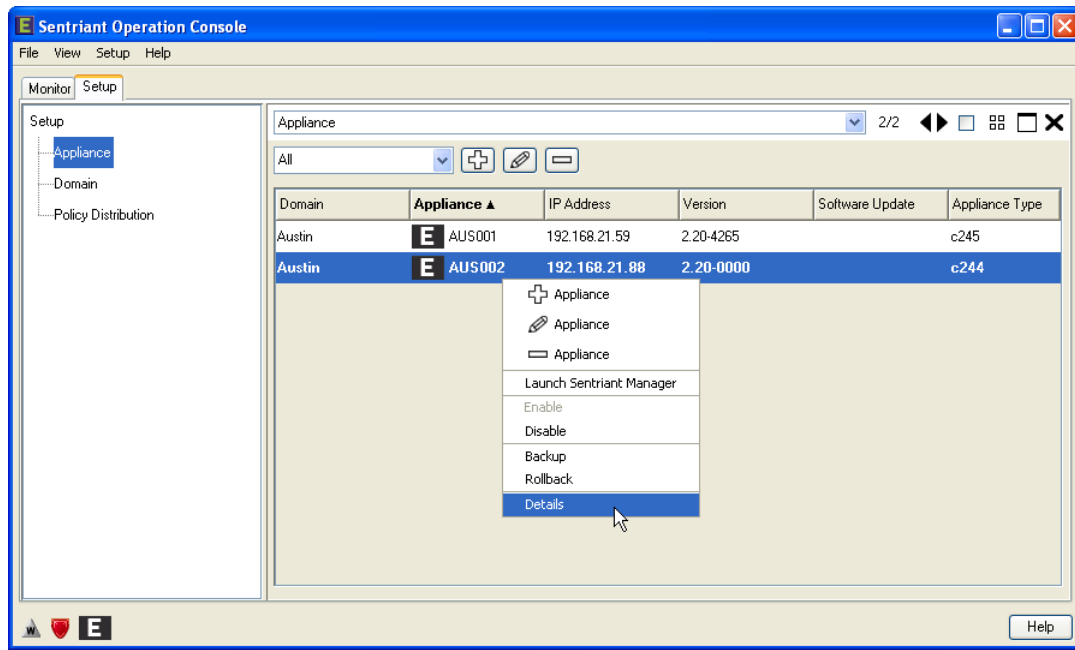 E Sentriant Operation Console
File View Setup Help
Monitor Setup
Setup
Appliance
Domain
Policy Distribution
Appliance 2/2
All
Domain Appliance ▲ IP Address Version Software Update Appliance Type
Austin E AUS001 192.168.21.59 2.20-4265 c245
Austin E AUS002 192.168.21.88 2.20-0000 c244
Appliance
Appliance
Appliance
Launch Sentriant Manager
Enable
Disable
Backup
Rollback
Details
W E Help